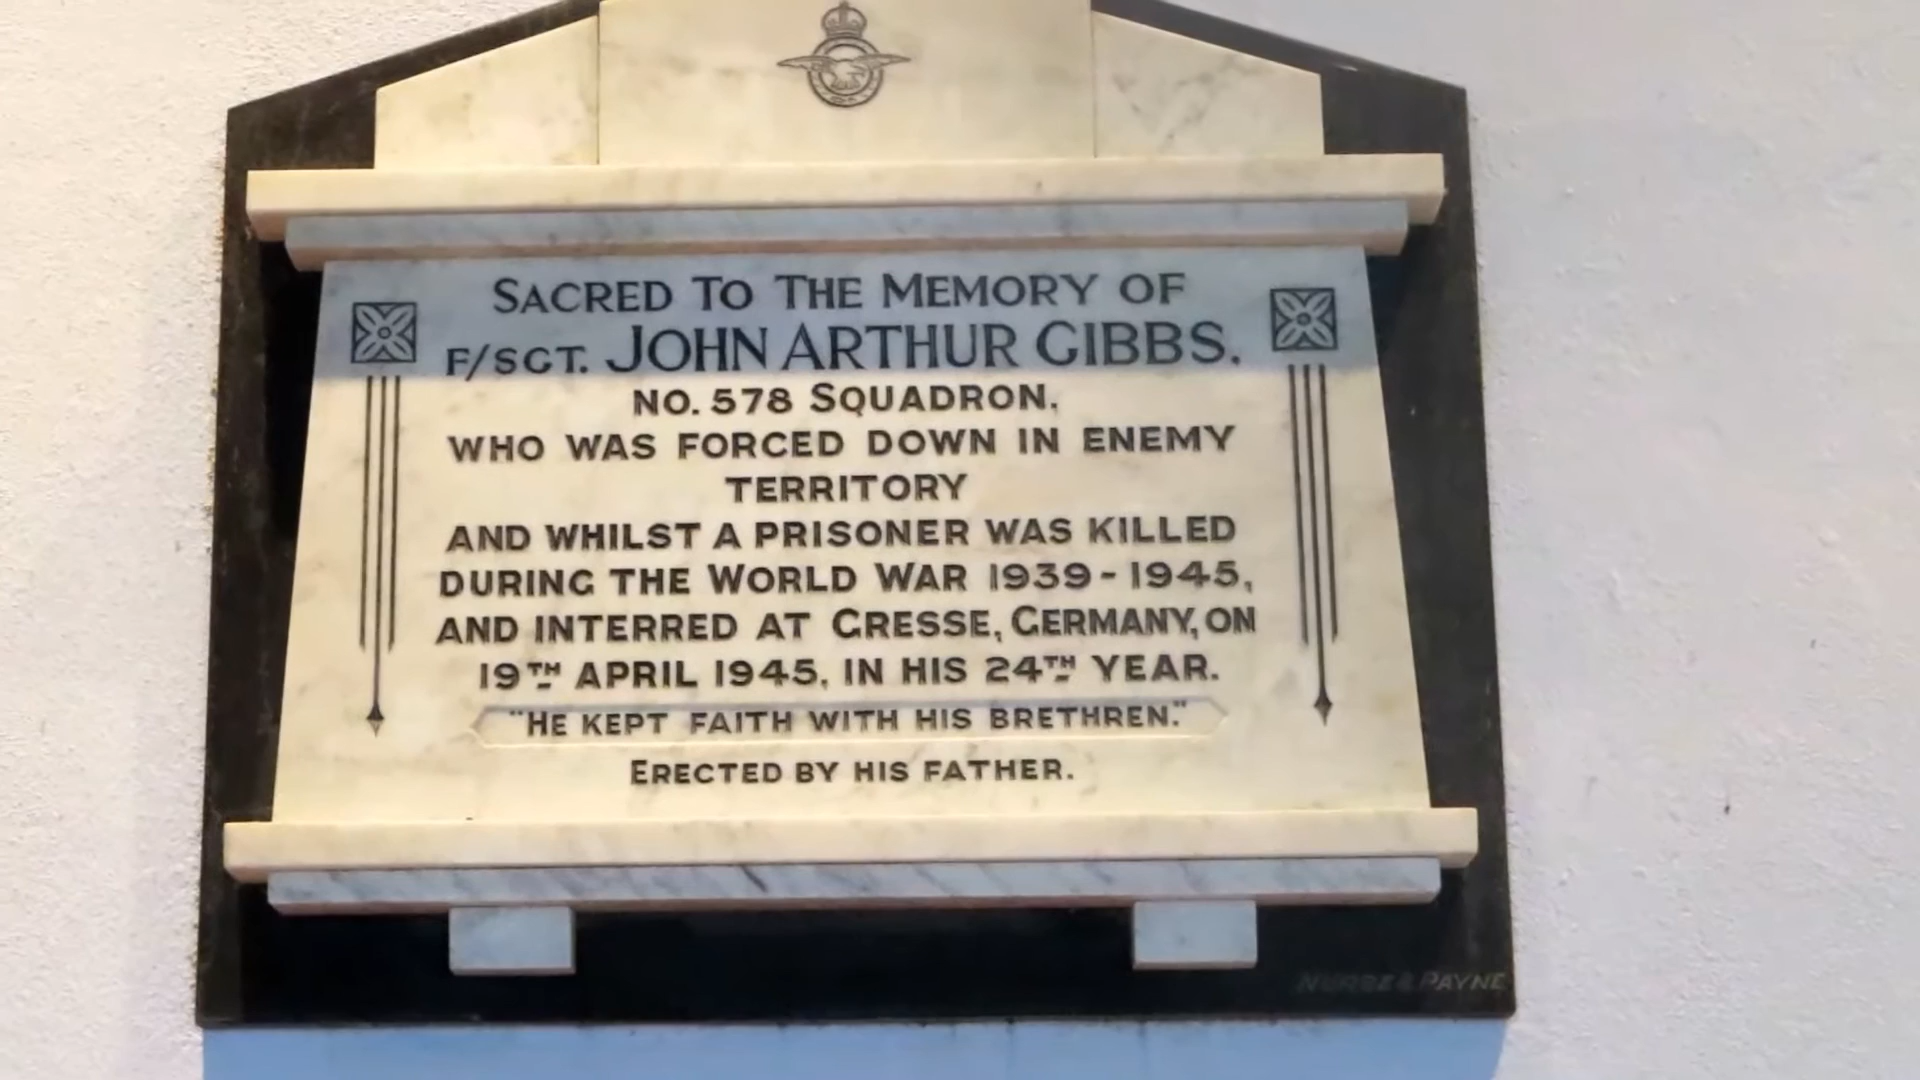 SACRED TO THE MEMORY OF
F/SGT. JOHN ARTHUR GIBBS.
NO. 578 SQUADRON.
WHO WAS FORCED DOWN IN ENEMY
TERRITORY
AND WHILST A PRISONER WAS KILLED
DURING THE WORLD WAR 1939-1945,
AND INTERRED AT GRESSE, GERMANY, ON
19TH APRIL 1945, IN HIS 24TH YEAR.
"HE KEPT FAITH WITH HIS BRETHREN."
ERECTED BY HIS FATHER.
& PAYNE